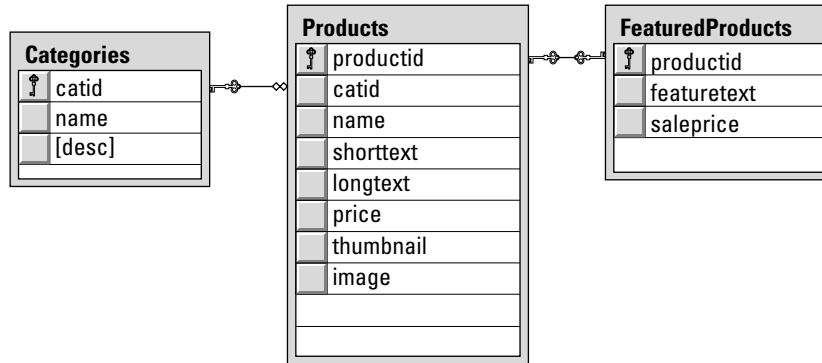 Categories
catid
name
[desc]
Products
productid
catid
name
shorttext
longtext
price
thumbnail
image
FeaturedProducts
productid
featuretext
saleprice